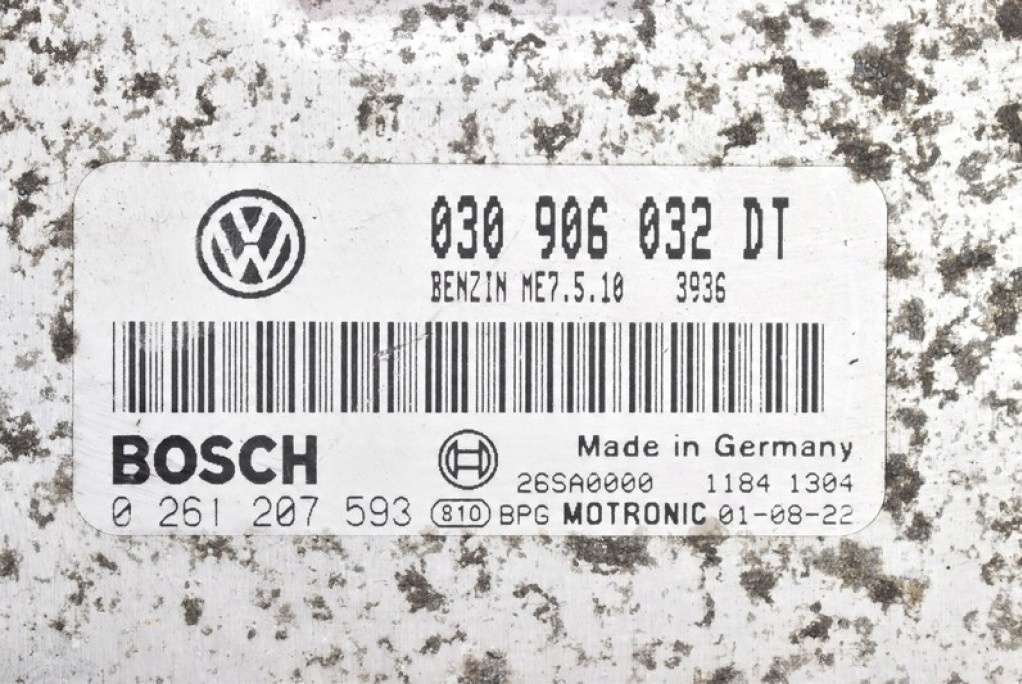 030 906 032 DT
BENZIN ME7.5.10 3936
BOSCH
Made in Germany
26SA0000 1184 1304
0 261 207 593 810 BPG MOTRONIC 01-08-22